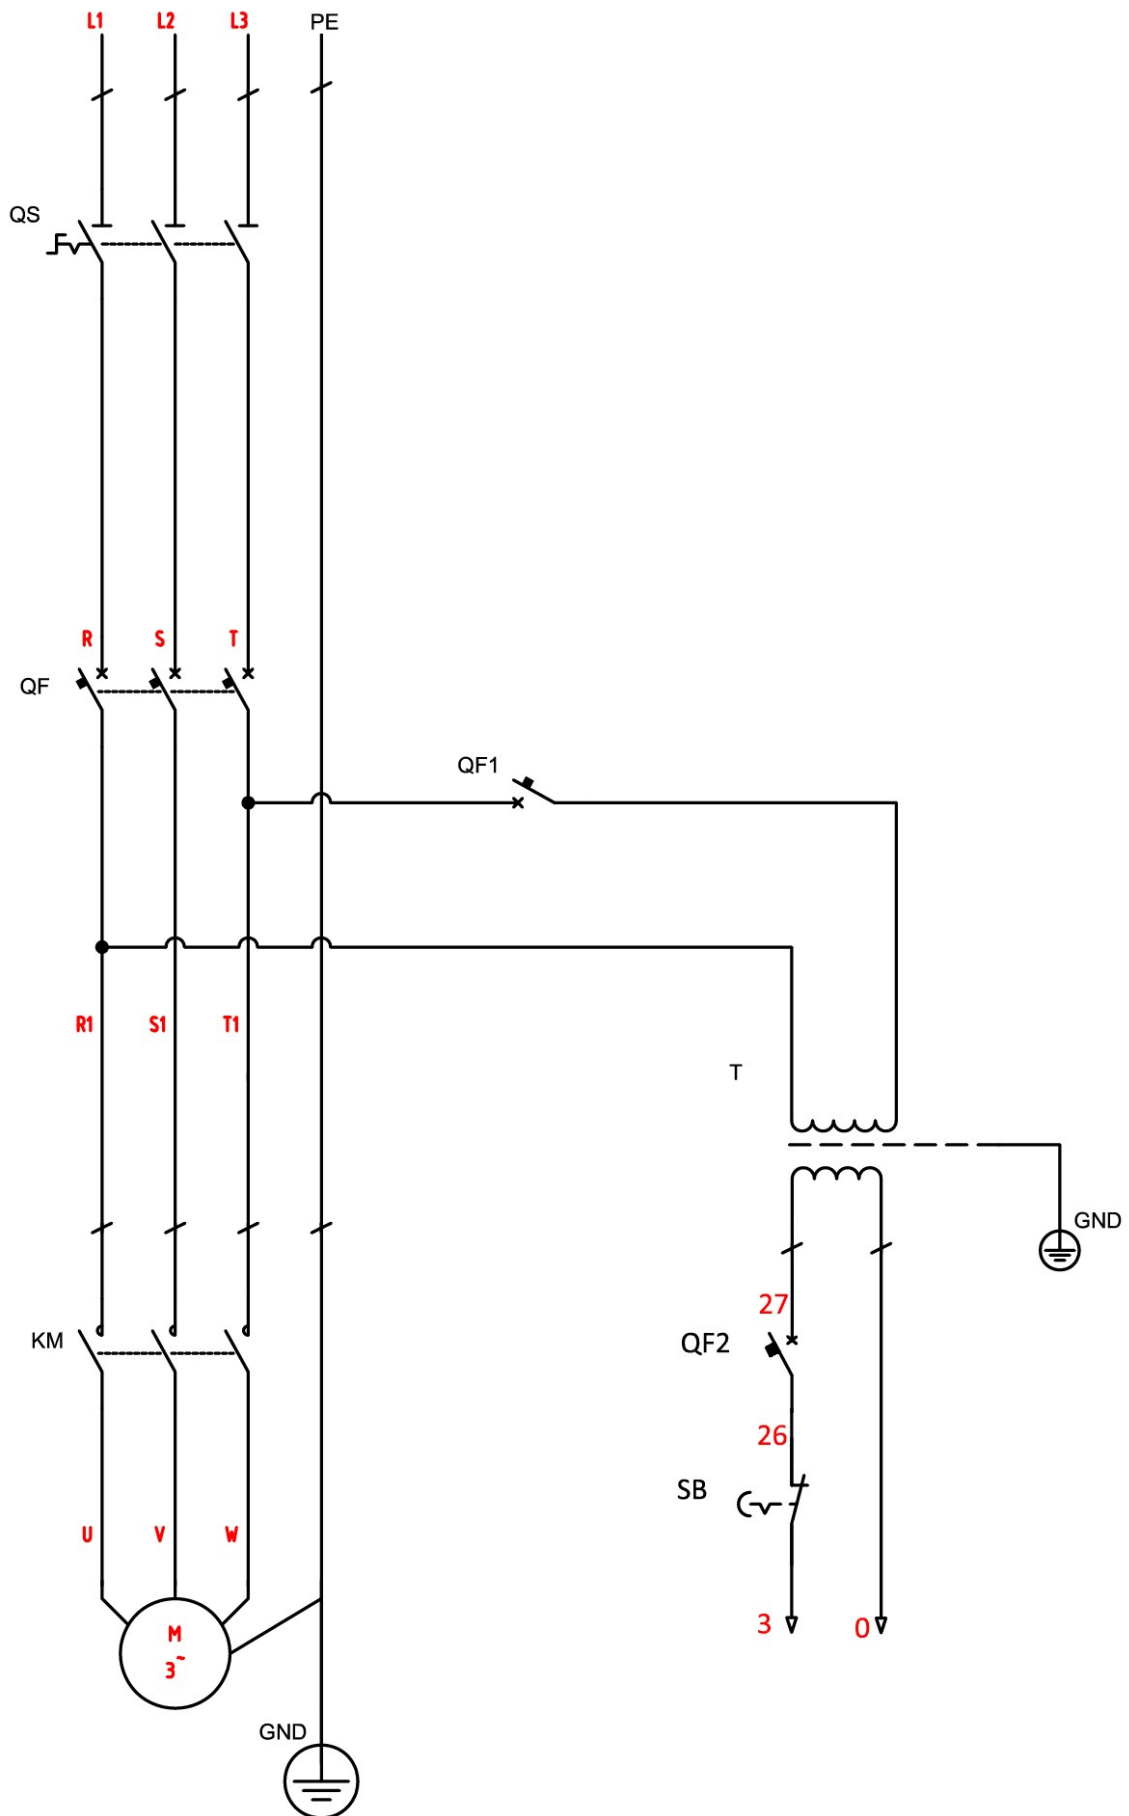 L1 L2 L3 PE
QS
R S T
QF
QF1
R1 S1 T1
T
GND
27
KM
QF2
26
SB
U V W
3 0
M
3~
GND